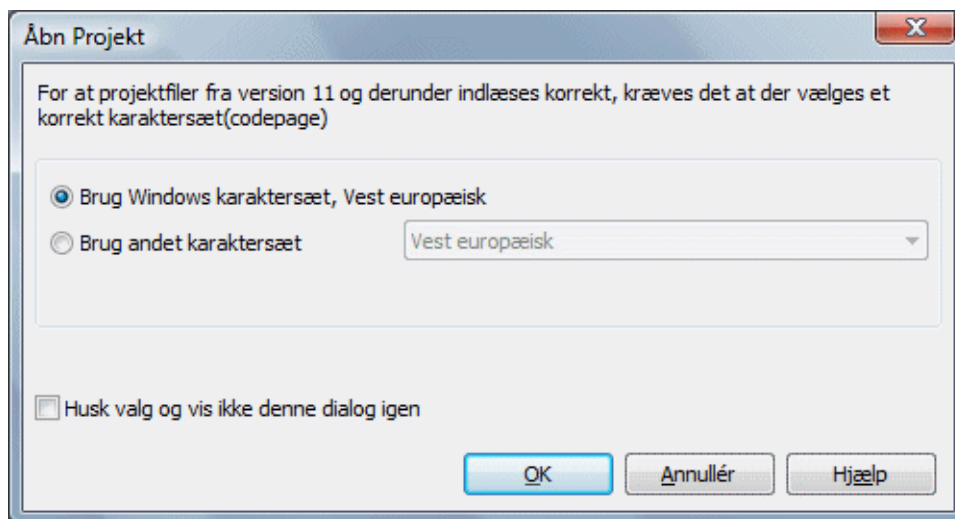 Åbn Projekt
For at projektfiler fra version 11 og derunder indlæses korrekt, kræves det at der vælges et
korrekt karaktersæt(codepage)
Brug Windows karaktersæt, Vest europæisk
Brug andet karaktersæt
Vest europæisk
Husk valg og vis ikke denne dialog igen
OK
Annullér
Hjælp